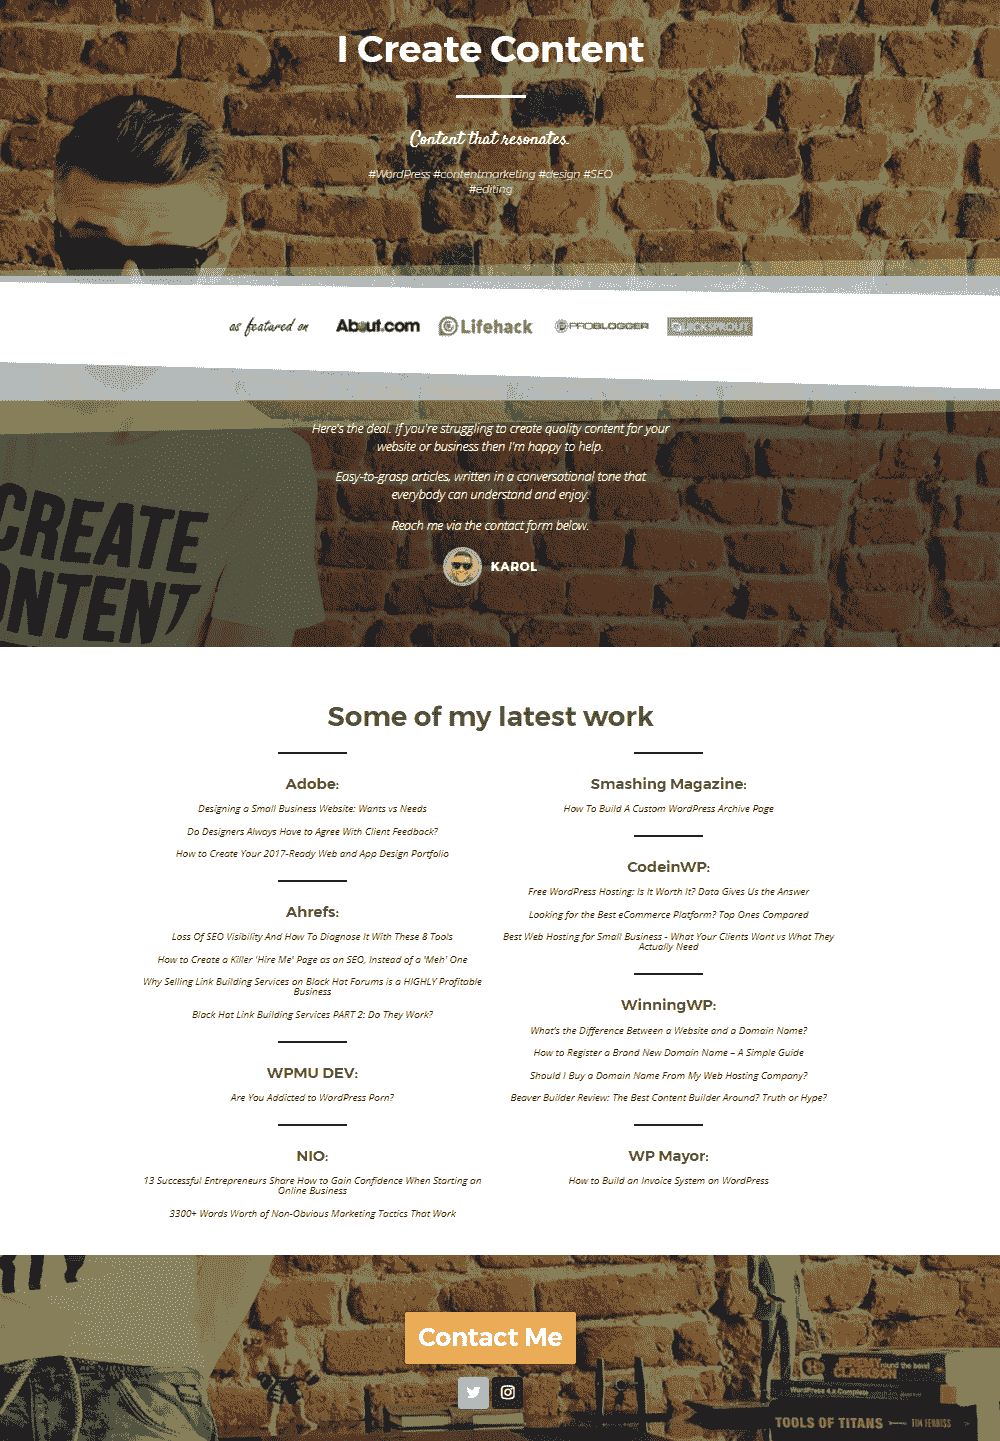 I Create Content
Content that resonates.
#WordPress #contentmarketing #design #SEO
#editing
as featured on
About.com
Lifehack
PROBLOGGER
QUICKSPROUT
Here's the deal. If you're struggling to create quality content for your
website or business then I'm happy to help.
Easy-to-grasp articles, written in a conversational tone that
everybody can understand and enjoy.
Reach me via the contact form below.
KAROL
CREATE
CONTENT
Some of my latest work
Adobe:
Designing a Small Business Website: Wants vs Needs
Do Designers Always Have to Agree With Client Feedback?
How to Create Your 2017-Ready Web and App Design Portfolio
Ahrefs:
Loss Of SEO Visibility And How To Diagnose It With These 8 Tools
How to Create a Killer 'Hire Me' Page as an SEO, Instead of a 'Meh' One
Why Selling Link Building Services on Black Hat Forums is a HIGHLY Profitable
Business
Black Hat Link Building Services PART 2: Do They Work?
WPMU DEV:
Are You Addicted to WordPress Porn?
NIO:
13 Successful Entrepreneurs Share How to Gain Confidence When Starting an
Online Business
3300+ Words Worth of Non-Obvious Marketing Tactics That Work
Smashing Magazine:
How To Build A Custom WordPress Archive Page
CodeinWP:
Free WordPress Hosting: Is It Worth It? Data Gives Us the Answer
Looking for the Best eCommerce Platform? Top Ones Compared
Best Web Hosting for Small Business - What Your Clients Want vs What They
Actually Need
WinningWP:
What's the Difference Between a Website and a Domain Name?
How to Register a Brand New Domain Name – A Simple Guide
Should I Buy a Domain Name From My Web Hosting Company?
Beaver Builder Review: The Best Content Builder Around? Truth or Hype?
WP Mayor:
How to Build an Invoice System on WordPress
Contact Me
JEREMY round the bend
CLARKSON
WordPress 4.x Complete
TOOLS OF TITANS TIM FERRISS